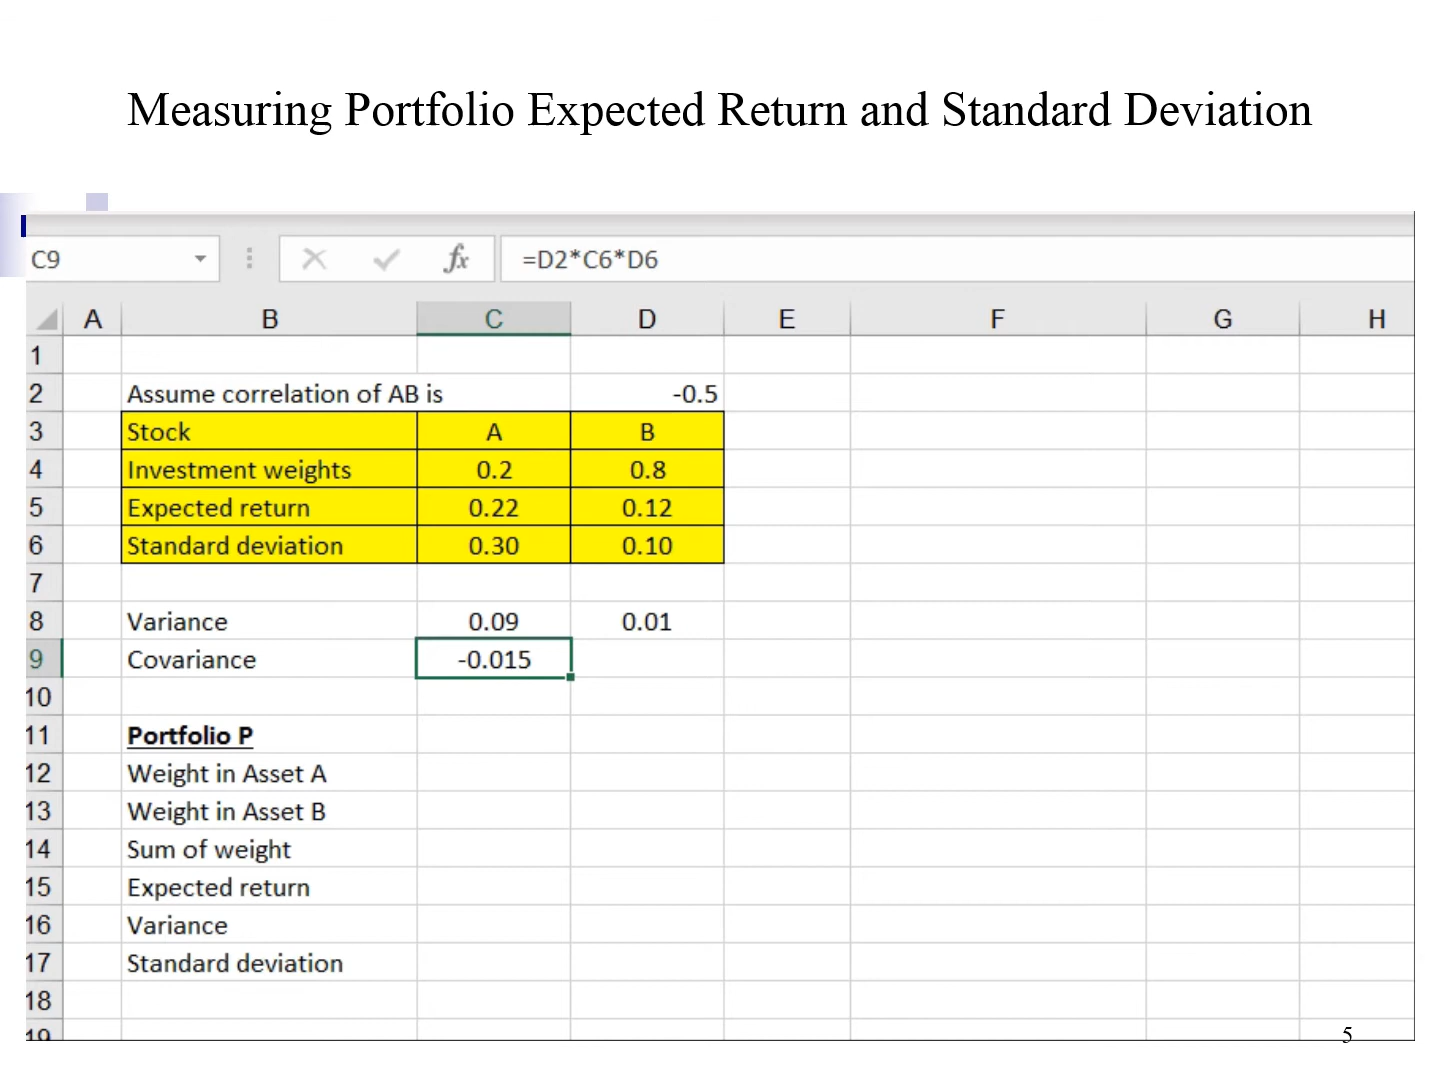 Measuring Portfolio Expected Return and Standard Deviation
C9 fx =D2*C6*D6
A B C D E F G H
1
2 Assume correlation of AB is -0.5
3 Stock A B
4 Investment weights 0.2 0.8
5 Expected return 0.22 0.12
6 Standard deviation 0.30 0.10
7
8 Variance 0.09 0.01
9 Covariance -0.015
10
11 Portfolio P
12 Weight in Asset A
13 Weight in Asset B
14 Sum of weight
15 Expected return
16 Variance
17 Standard deviation
18
19
5